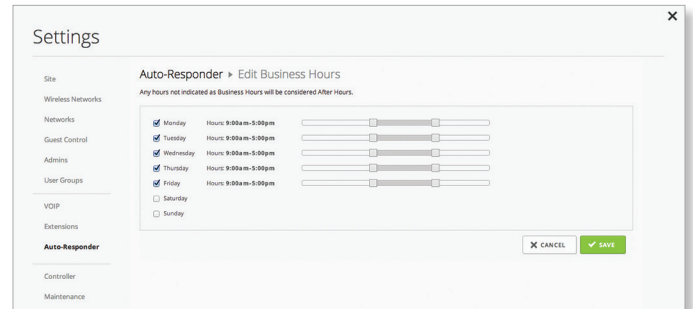 Settings
Site
Wireless Networks
Networks
Guest Control
Admins
User Groups
VOIP
Extensions
Auto-Responder
Controller
Maintenance
Auto-Responder ▸ Edit Business Hours
Any hours not indicated as Business Hours will be considered After Hours.
Monday Hours: 9:00am-5:00pm
Tuesday Hours: 9:00am-5:00pm
Wednesday Hours: 9:00am-5:00pm
Thursday Hours: 9:00am-5:00pm
Friday Hours: 9:00am-5:00pm
Saturday
Sunday
CANCEL SAVE